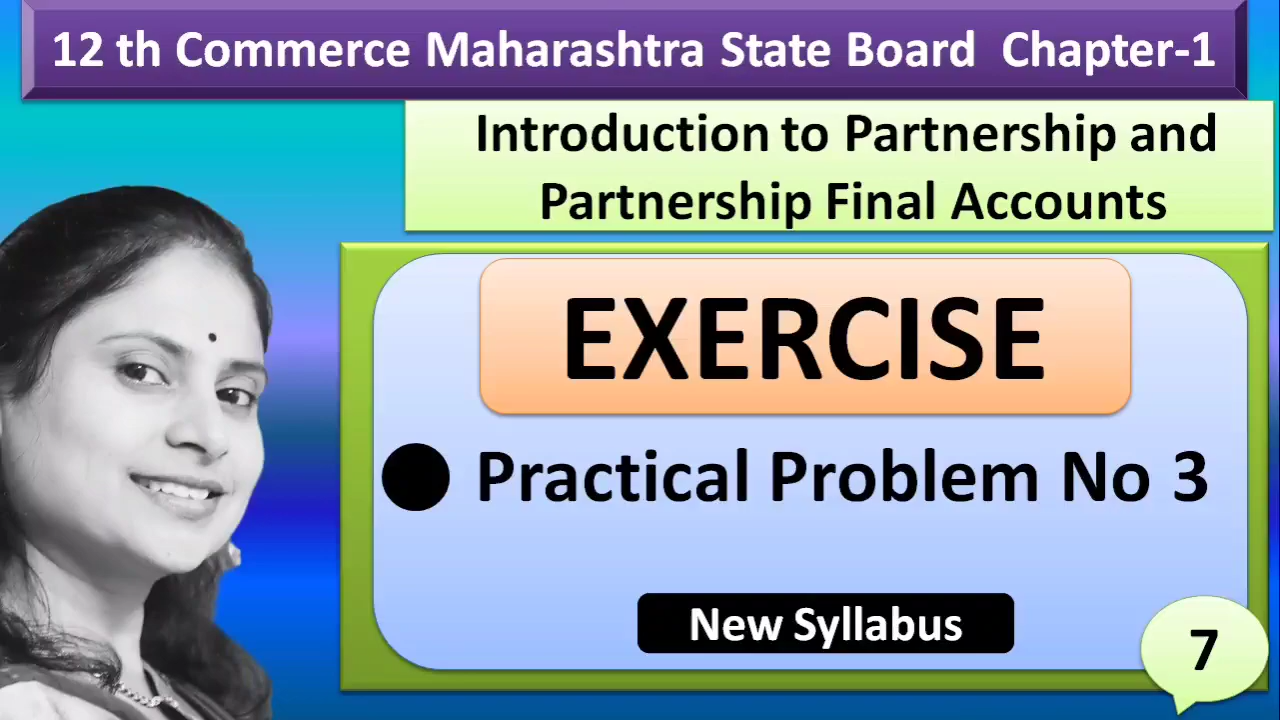 12 th Commerce Maharashtra State Board Chapter-1
Introduction to Partnership and
Partnership Final Accounts
EXERCISE
● Practical Problem No 3
New Syllabus
7